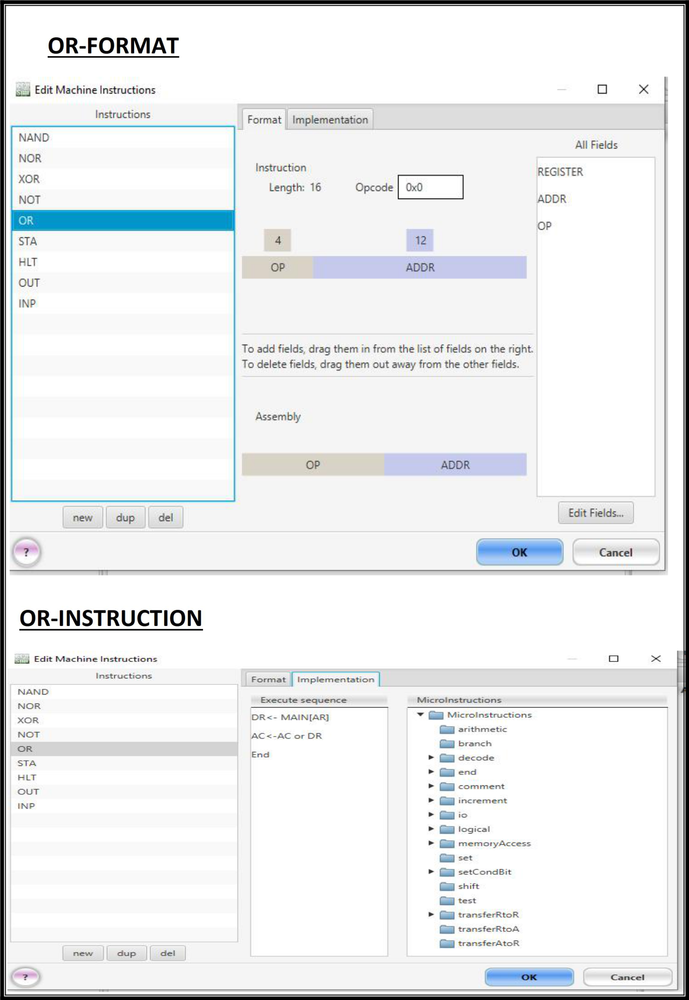 OR-FORMAT
Edit Machine Instructions
Instructions
NAND
NOR
XOR
NOT
OR
STA
HLT
OUT
INP
new dup del
Format Implementation
Instruction
Length: 16 Opcode 0x0
4 12
OP ADDR
To add fields, drag them in from the list of fields on the right.
To delete fields, drag them out away from the other fields.
Assembly
OP ADDR
All Fields
REGISTER
ADDR
OP
Edit Fields...
? OK Cancel
OR-INSTRUCTION
Edit Machine Instructions
Instructions
NAND
NOR
XOR
NOT
OR
STA
HLT
OUT
INP
new dup del
Format Implementation
Execute sequence
DR<- MAIN[AR]
AC<-AC or DR
End
MicroInstructions
MicroInstructions
arithmetic
branch
decode
end
comment
increment
io
logical
memoryAccess
set
setCondBit
shift
test
transferRtoR
transferRtoA
transferAtoR
? OK Cancel